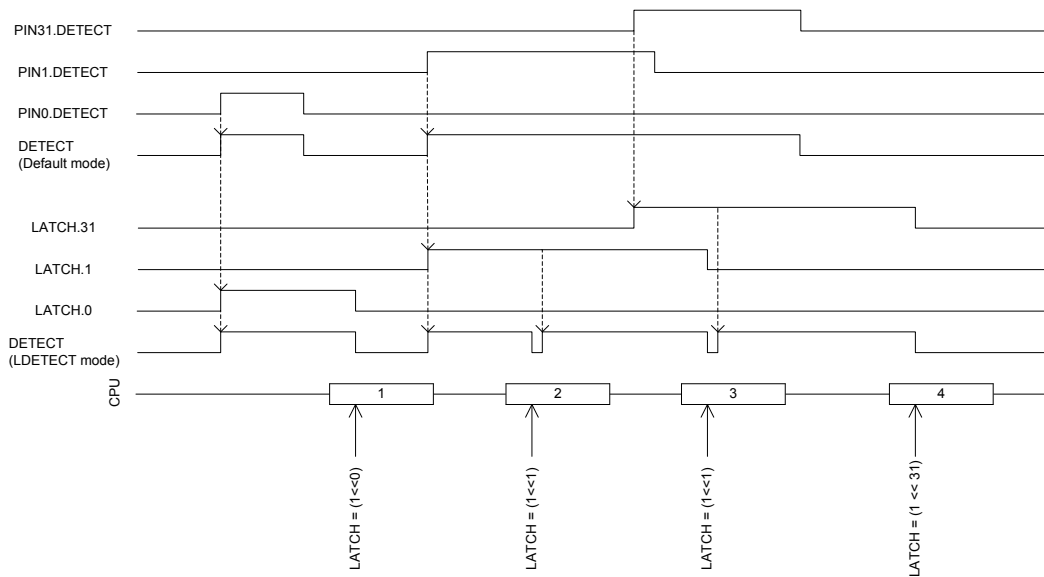 PIN31.DETECT
PIN1.DETECT
PIN0.DETECT
DETECT
(Default mode)
LATCH.31
LATCH.1
LATCH.0
DETECT
(LDETECT mode)
CPU
1
2
3
4
LATCH = (1<<0)
LATCH = (1<<1)
LATCH = (1<<1)
LATCH = (1 << 31)